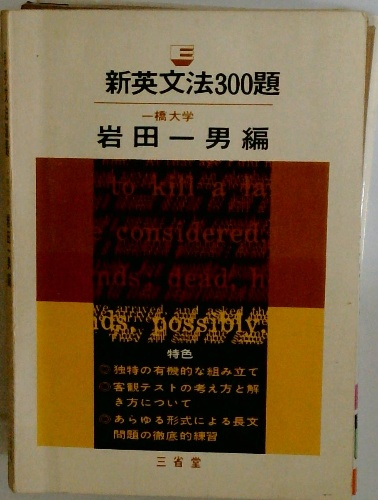 新英文法300題
一橋大学
岩田一男編
to kill a
considered
nds, dead, h
nds, possibly
特色
◎独特の有機的な組み立て
◎客観テストの考え方と解
き方について
◎あらゆる形式による長文
問題の徹底的練習
三省堂